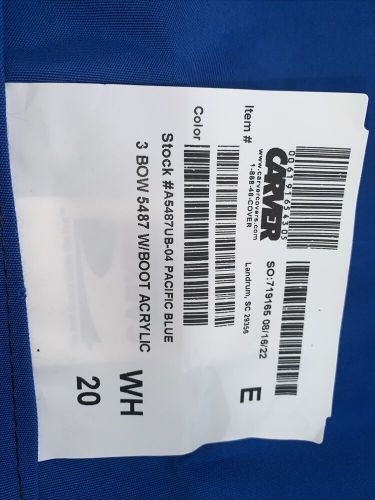 006191654305
SO:719165 08/16/22
E
CARVER
www.carvercovers.com
1-888-48-COVER
Landrum, SC 29356
Item #
Color
Stock #A5487UB-04 PACIFIC BLUE
3 BOW 5487 W/BOOT ACRYLIC
WH
20